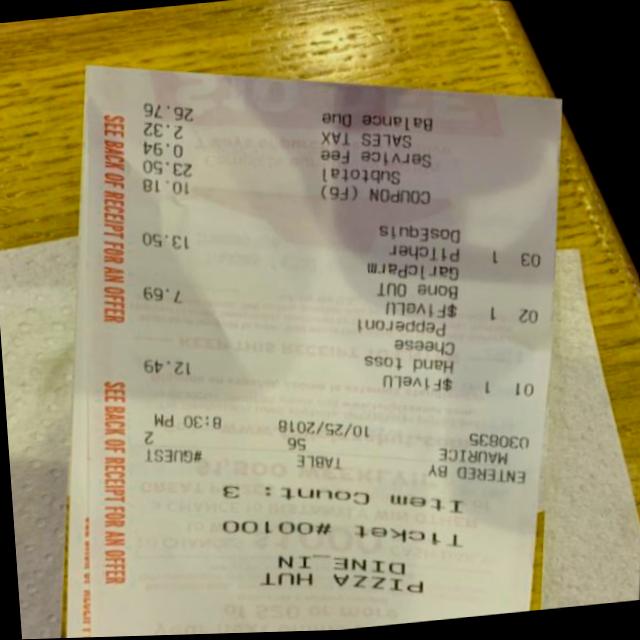 PIZZA HUT
DINE_IN
Ticket #00100
Item Count: 3
ENTERED BY TABLE #GUEST
MAURICE 56 2
030835 10/25/2018 8:30 PM
01 1 $FiveLU 12.49
Hand toss
Cheese
Pepperoni
02 1 $FiveLU 7.69
Bone OUT
GarlcParm
03 1 Pitcher 13.50
DosEquis
COUPON (F6) 10.18
Subtotal 23.50
Service Fee 0.94
SALES TAX 2.32
Balance Due 26.76
SEE BACK OF RECEIPT FOR AN OFFER
SEE BACK OF RECEIPT FOR AN OFFER